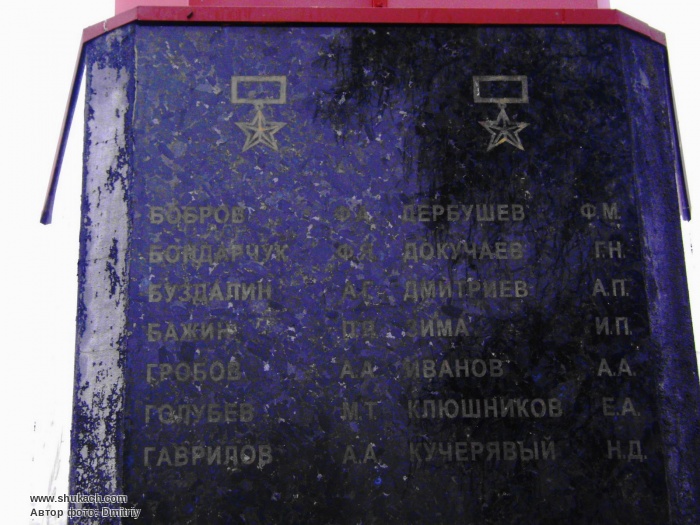 БОБРОВ Ф.А. ДЕРБУШЕВ Ф.М.
БОНДАРЧУК Ф.Я. ДОКУЧАЕВ Г.Н.
БУЗДАЛИН А.Г. ДМИТРИЕВ А.П.
БАЖИН ЗИМА И.П.
ГРОБОВ А.А. ИВАНОВ А.А.
ГОЛУБЕВ М.Т. КЛЮШНИКОВ Е.А.
ГАВРИЛОВ А.А. КУЧЕРЯВЫЙ Н.Д.
www.shukach.com
Автор фото: Dmitriy